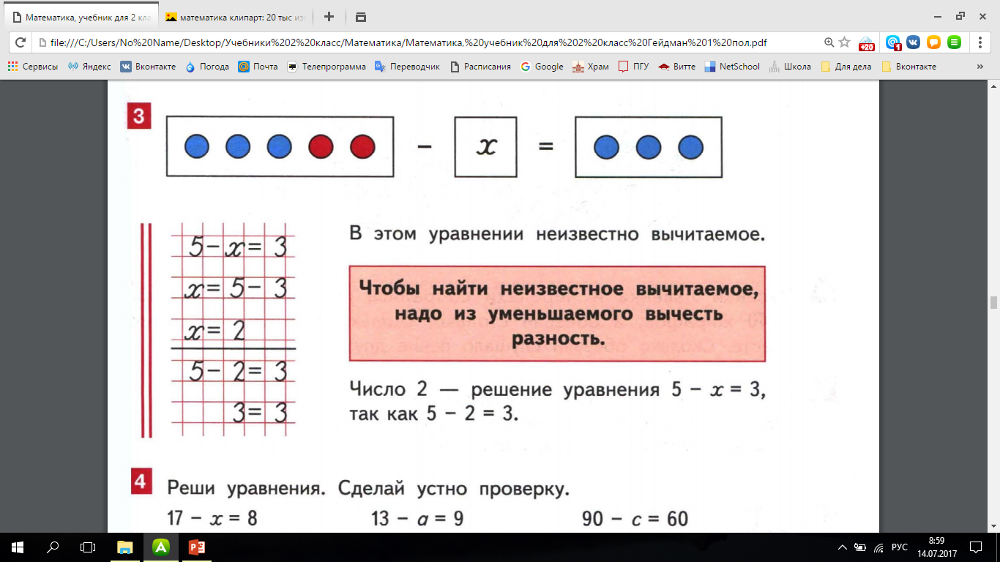 Математика, учебник для 2 кла
математика клипарт: 20 тыс изо
file:///C:/Users/No%20Name/Desktop/Учебники%202%20класс/Математика/Математика,%20учебник%20для%202%20класс%20Гейдман%201%20пол.pdf
+20
1
Сервисы Яндекс Вконтакте Погода Почта Телепрограмма Переводчик Расписания Google Храм ПГУ Витте NetSchool Школа Для дела Вконтакте »
3
− x =
5 − x = 3
x = 5 − 3
x = 2
5 − 2 = 3
3 = 3
В этом уравнении неизвестно вычитаемое.
Чтобы найти неизвестное вычитаемое,
надо из уменьшаемого вычесть
разность.
Число 2 — решение уравнения 5 − x = 3,
так как 5 − 2 = 3.
4
Реши уравнения. Сделай устно проверку.
17 − x = 8 13 − a = 9 90 − c = 60
РУС
8:59
14.07.2017